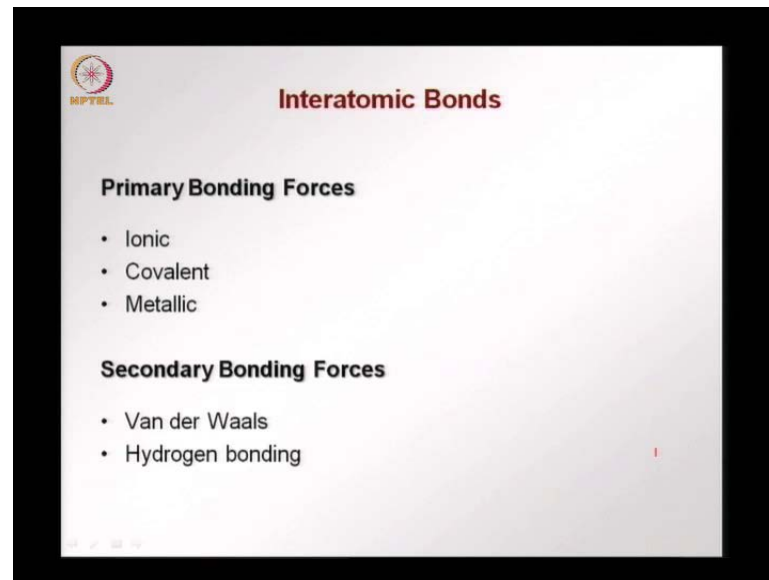 NPTEL
Interatomic Bonds
Primary Bonding Forces
• Ionic
• Covalent
• Metallic
Secondary Bonding Forces
• Van der Waals
• Hydrogen bonding